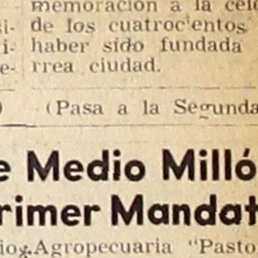 memoración a la cele
de los cuatrocientos
haber sido fundada
rrea ciudad.
(Pasa a la Segunda
e Medio Milló
rimer Mandat
io Agropecuaria "Pasto